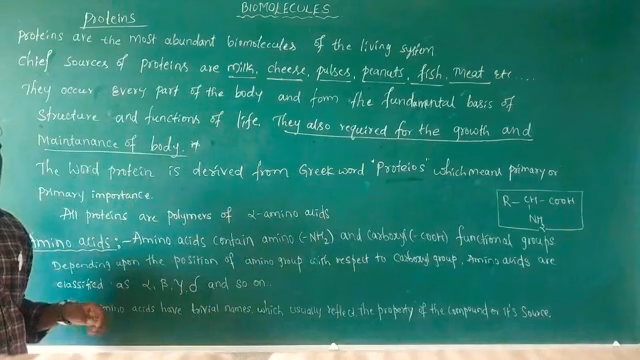 BIOMOLECULES
Proteins
Proteins are the most abundant biomolecules of the living system
Chief sources of proteins are milk, cheese, pulses, peanuts, fish, meat etc ....
They occur every part of the body and form the fundamental basis of
structure and functions of life. They also required for the growth and
Maintanance of body.
The word protein is derived from Greek word "Proteios" which means primary or
primary importance.
All proteins are polymers of α-amino acids
R - CH - COOH
NH₂
Amino acids :- Amino acids contain amino (-NH₂) and Carboxyl (-COOH) functional groups.
Depending upon the position of amino group with respect to Carboxyl group, Amino acids are
classified as α, β, γ, δ and so on..
amino acids have trivial names, which usually reflect the property of the compound or it's source.